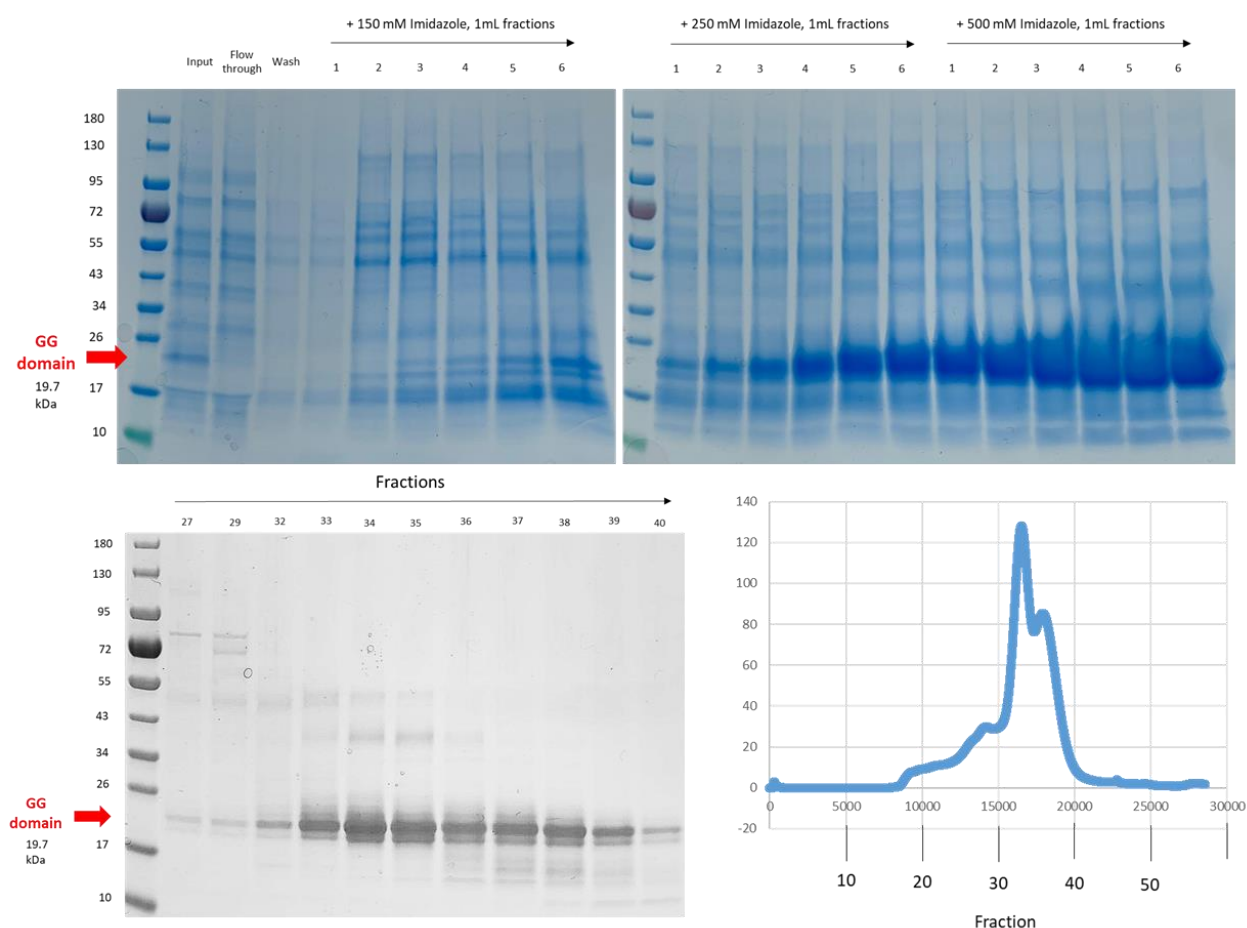 + 150 mM Imidazole, 1mL fractions
+ 250 mM Imidazole, 1mL fractions
+ 500 mM Imidazole, 1mL fractions
Input
Flow
through
Wash
1 2 3 4 5 6
1 2 3 4 5 6
1 2 3 4 5 6
180
130
95
72
55
43
34
26
17
10
GG
domain
19.7
kDa
Fractions
27 29 32 33 34 35 36 37 38 39 40
180
130
95
72
55
43
34
26
17
10
GG
domain
19.7
kDa
140
120
100
80
60
40
20
0
-20
0 5000 10000 15000 20000 25000 30000
10 20 30 40 50
Fraction